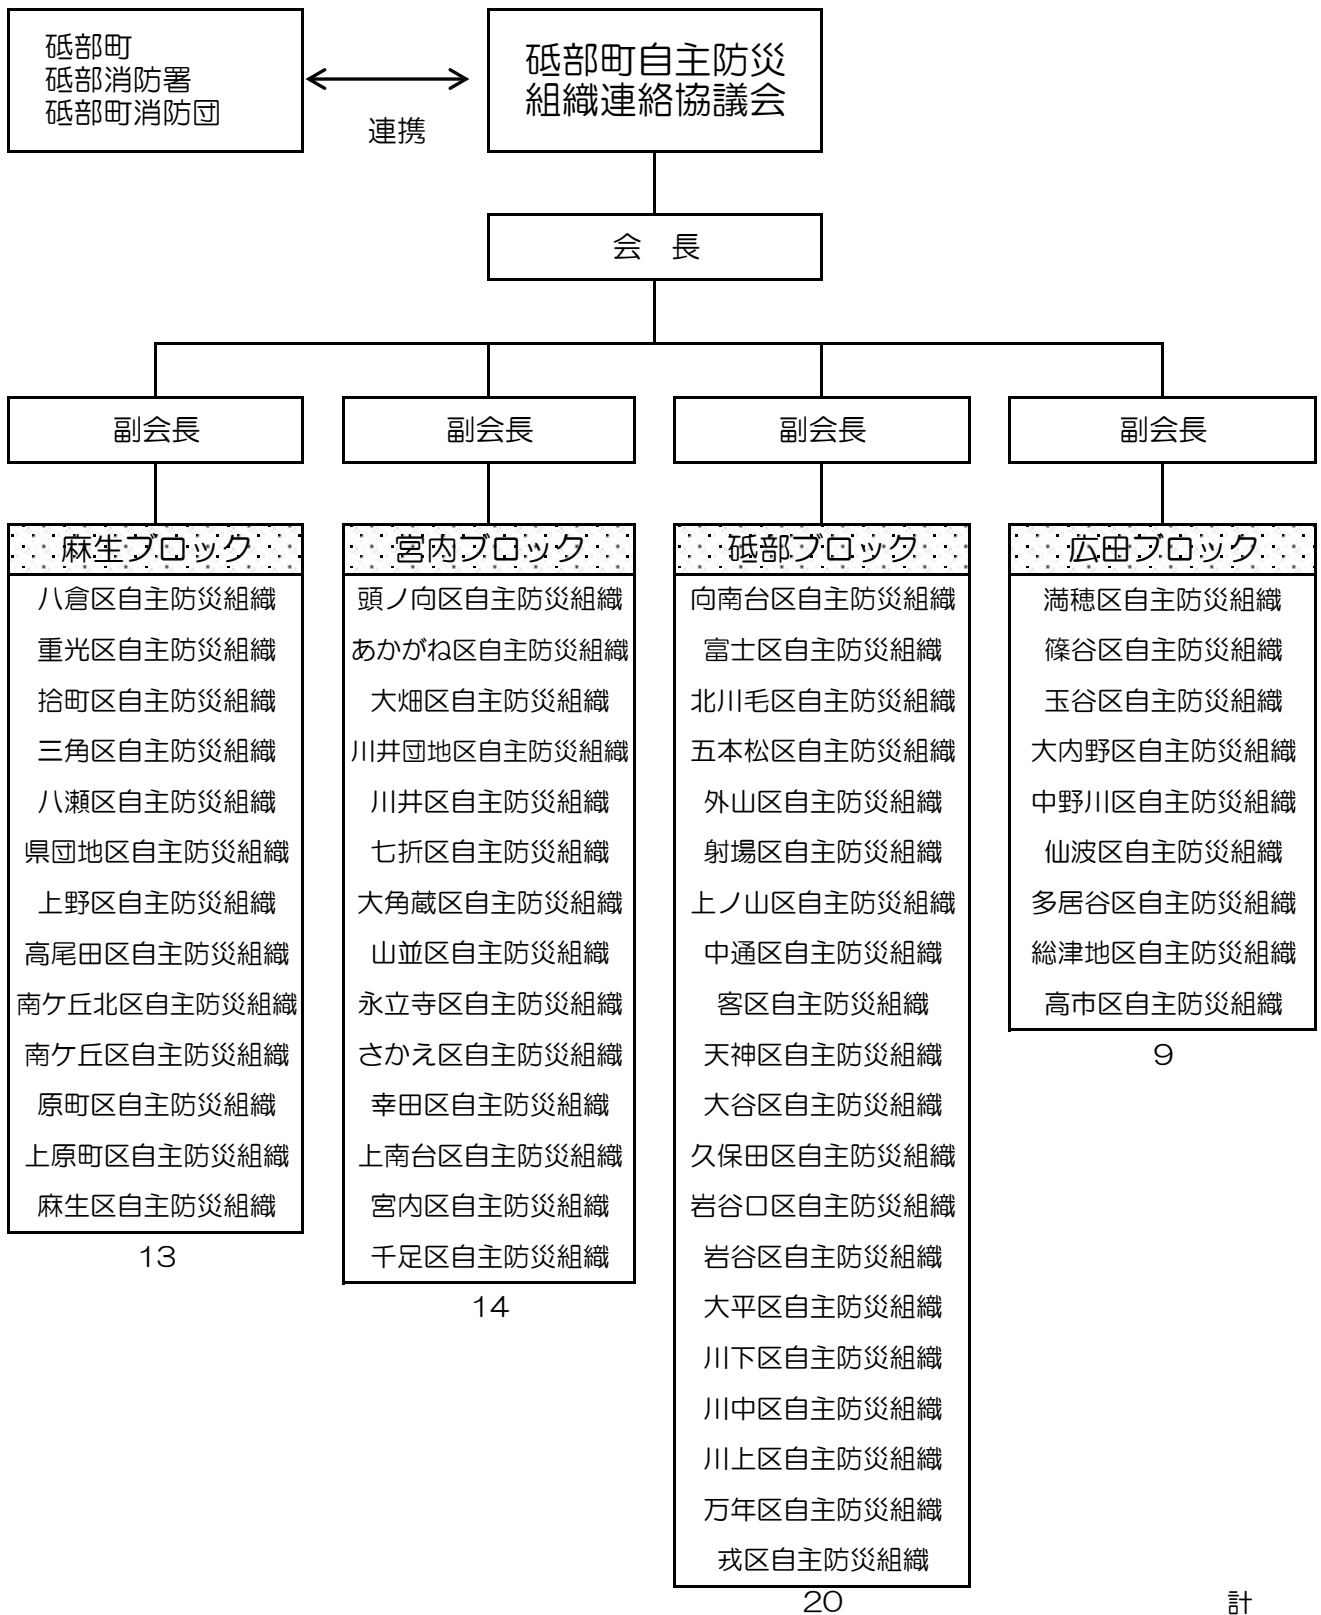 砥部町
砥部消防署
砥部町消防団
連携
砥部町自主防災
組織連絡協議会
会　長
副会長
副会長
副会長
副会長
麻生ブロック
八倉区自主防災組織
重光区自主防災組織
拾町区自主防災組織
三角区自主防災組織
八瀬区自主防災組織
県団地区自主防災組織
上野区自主防災組織
高尾田区自主防災組織
南ケ丘北区自主防災組織
南ケ丘区自主防災組織
原町区自主防災組織
上原町区自主防災組織
麻生区自主防災組織
13
宮内ブロック
頭ノ向区自主防災組織
あかがね区自主防災組織
大畑区自主防災組織
川井団地区自主防災組織
川井区自主防災組織
七折区自主防災組織
大角蔵区自主防災組織
山並区自主防災組織
永立寺区自主防災組織
さかえ区自主防災組織
幸田区自主防災組織
上南台区自主防災組織
宮内区自主防災組織
千足区自主防災組織
14
砥部ブロック
向南台区自主防災組織
富士区自主防災組織
北川毛区自主防災組織
五本松区自主防災組織
外山区自主防災組織
射場区自主防災組織
上ノ山区自主防災組織
中通区自主防災組織
客区自主防災組織
天神区自主防災組織
大谷区自主防災組織
久保田区自主防災組織
岩谷口区自主防災組織
岩谷区自主防災組織
大平区自主防災組織
川下区自主防災組織
川中区自主防災組織
川上区自主防災組織
万年区自主防災組織
戎区自主防災組織
20
広田ブロック
満穂区自主防災組織
篠谷区自主防災組織
玉谷区自主防災組織
大内野区自主防災組織
中野川区自主防災組織
仙波区自主防災組織
多居谷区自主防災組織
総津地区自主防災組織
高市区自主防災組織
9
計